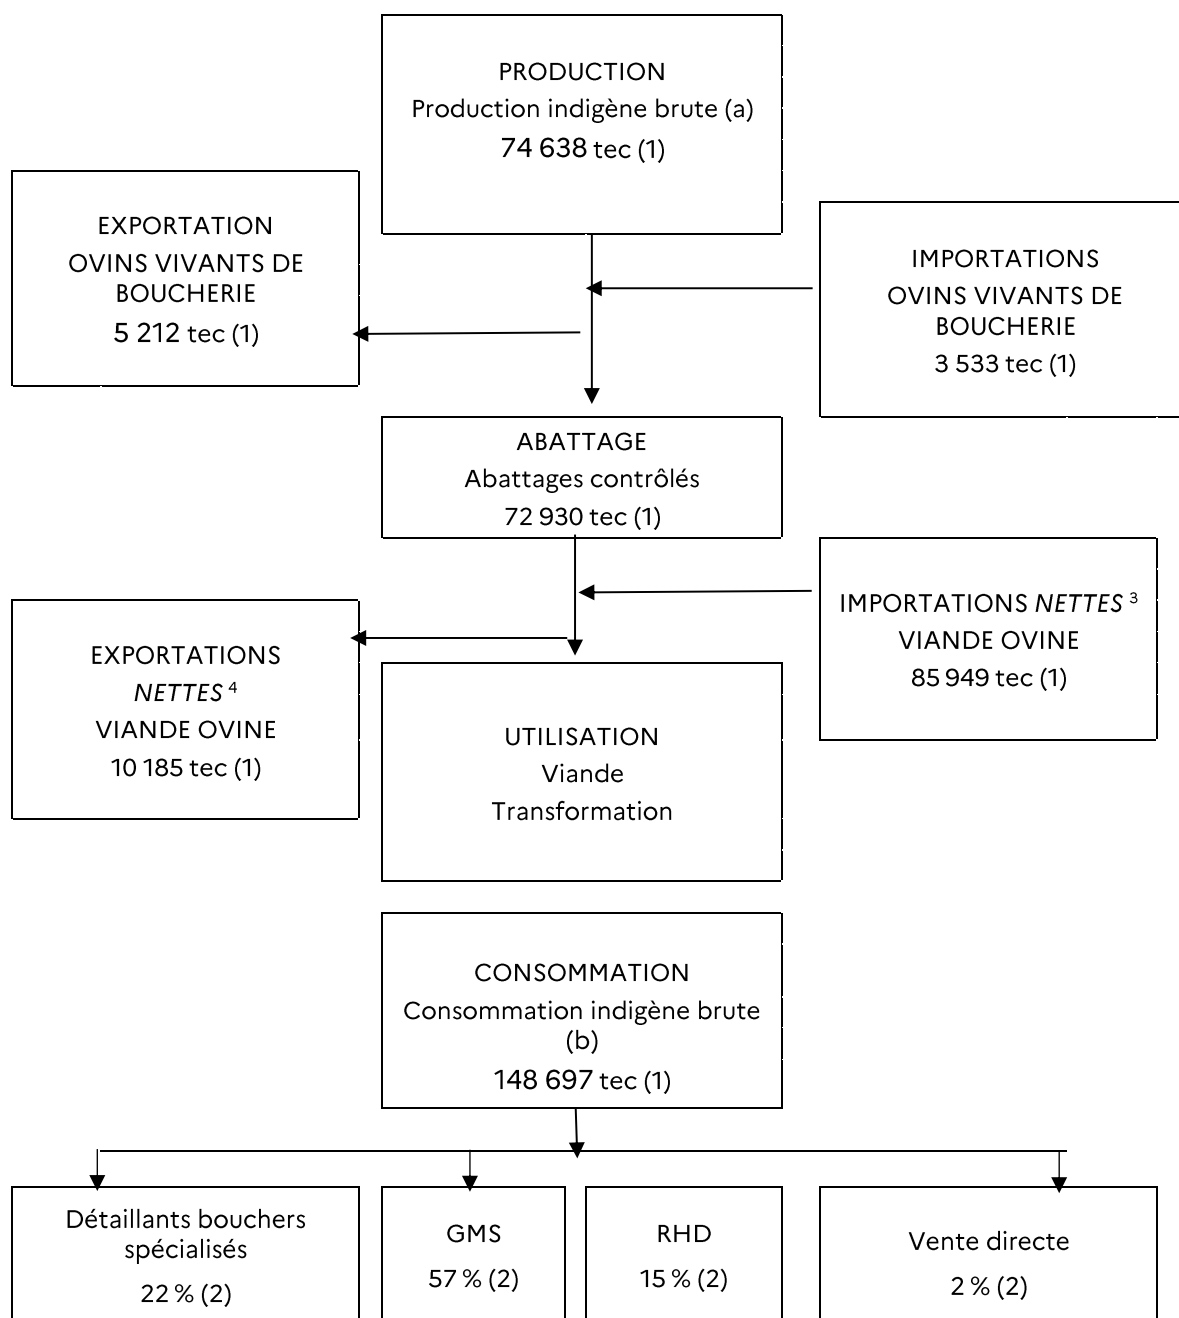 PRODUCTION
Production indigène brute (a)
74 638 tec (1)
EXPORTATION
OVINS VIVANTS DE
BOUCHERIE
5 212 tec (1)
IMPORTATIONS
OVINS VIVANTS DE
BOUCHERIE
3 533 tec (1)
ABATTAGE
Abattages contrôlés
72 930 tec (1)
IMPORTATIONS NETTES ³
VIANDE OVINE
85 949 tec (1)
EXPORTATIONS
NETTES ⁴
VIANDE OVINE
10 185 tec (1)
UTILISATION
Viande
Transformation
CONSOMMATION
Consommation indigène brute
(b)
148 697 tec (1)
Détaillants bouchers
spécialisés
22 % (2)
GMS
57 % (2)
RHD
15 % (2)
Vente directe
2 % (2)